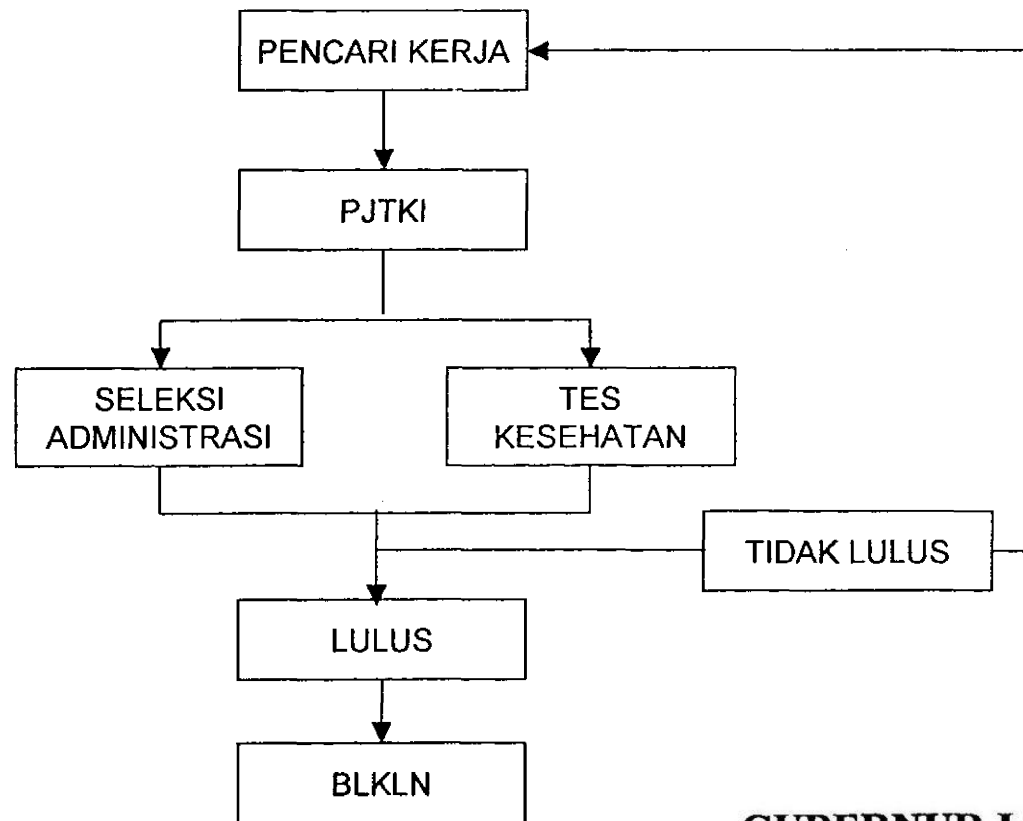 PENCARI KERJA
PJTKI
SELEKSI
ADMINISTRASI
TES
KESEHATAN
TIDAK LULUS
LULUS
BLKLN